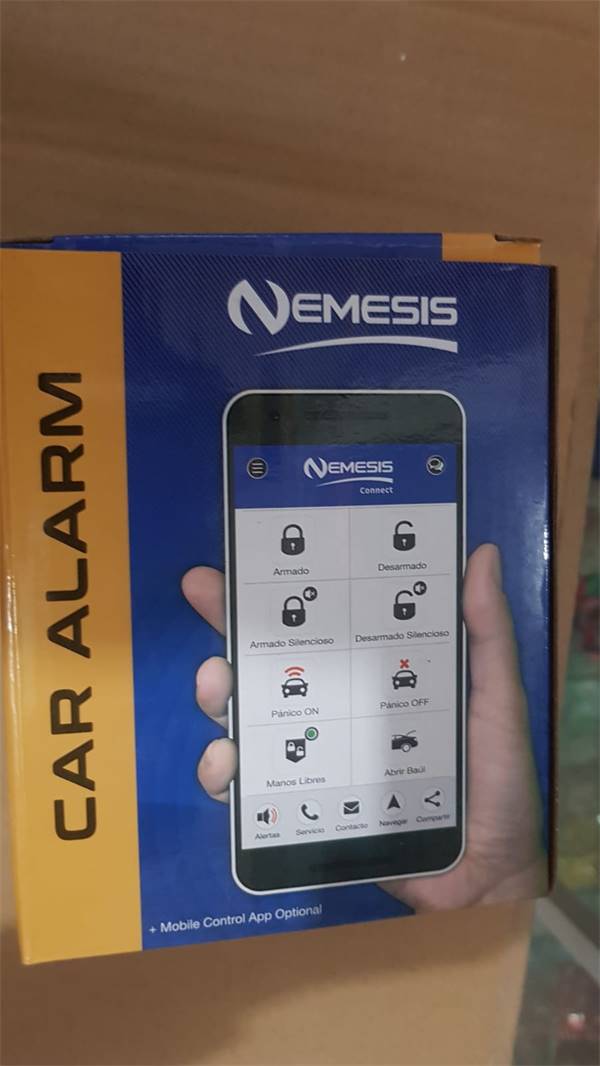 CAR ALARM
NEMESIS
NEMESIS
Connect
Armado
Desarmado
Armado Silencioso
Desarmado Silencioso
Pánico ON
Pánico OFF
Manos Libres
Abrir Baúl
Alertas
Servicio
Contacto
Navegar
Compartir
+ Mobile Control App Optional